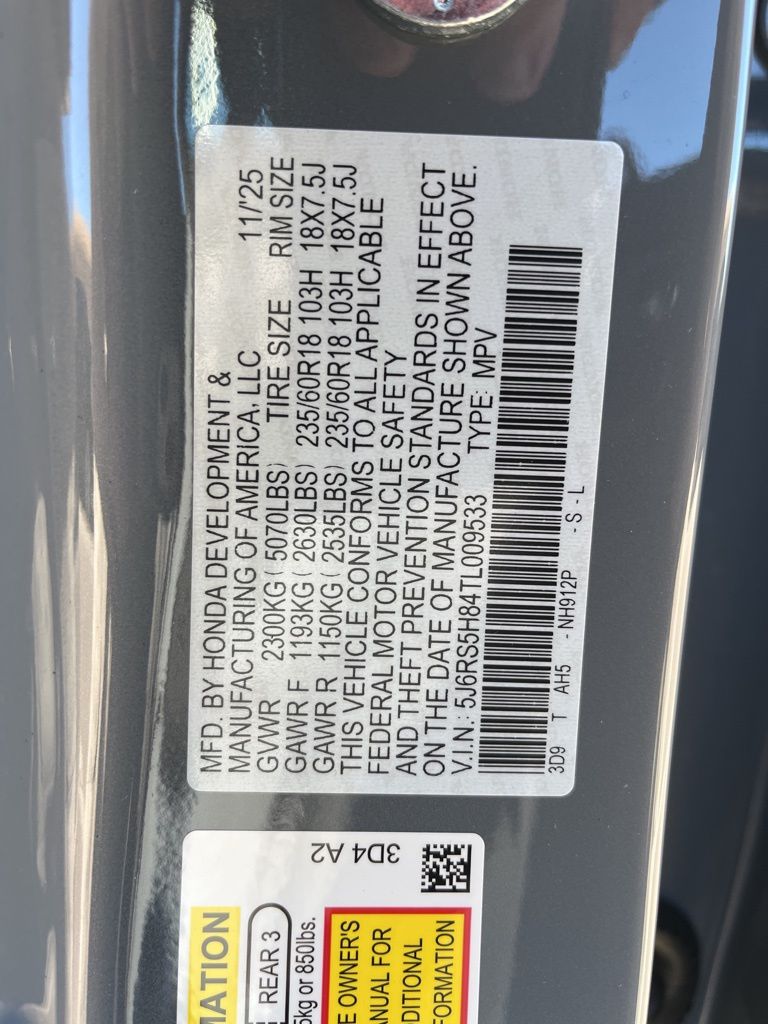 MFD. BY HONDA DEVELOPMENT &
MANUFACTURING OF AMERICA, LLC 11/'25
GVWR 2300KG ( 5070LBS) TIRE SIZE RIM SIZE
GAWR F 1193KG ( 2630LBS) 235/60R18 103H 18X7.5J
GAWR R 1150KG ( 2535LBS) 235/60R18 103H 18X7.5J
THIS VEHICLE CONFORMS TO ALL APPLICABLE
FEDERAL MOTOR VEHICLE SAFETY
AND THEFT PREVENTION STANDARDS IN EFFECT
ON THE DATE OF MANUFACTURE SHOWN ABOVE.
V.I.N.: 5J6RS5H84TL009533 TYPE: MPV
3D9 T AH5 - NH912P - S - L
3D4 A2
MATION
REAR 3
5kg or 850lbs.
E OWNER'S
ANUAL FOR
DDITIONAL
FORMATION